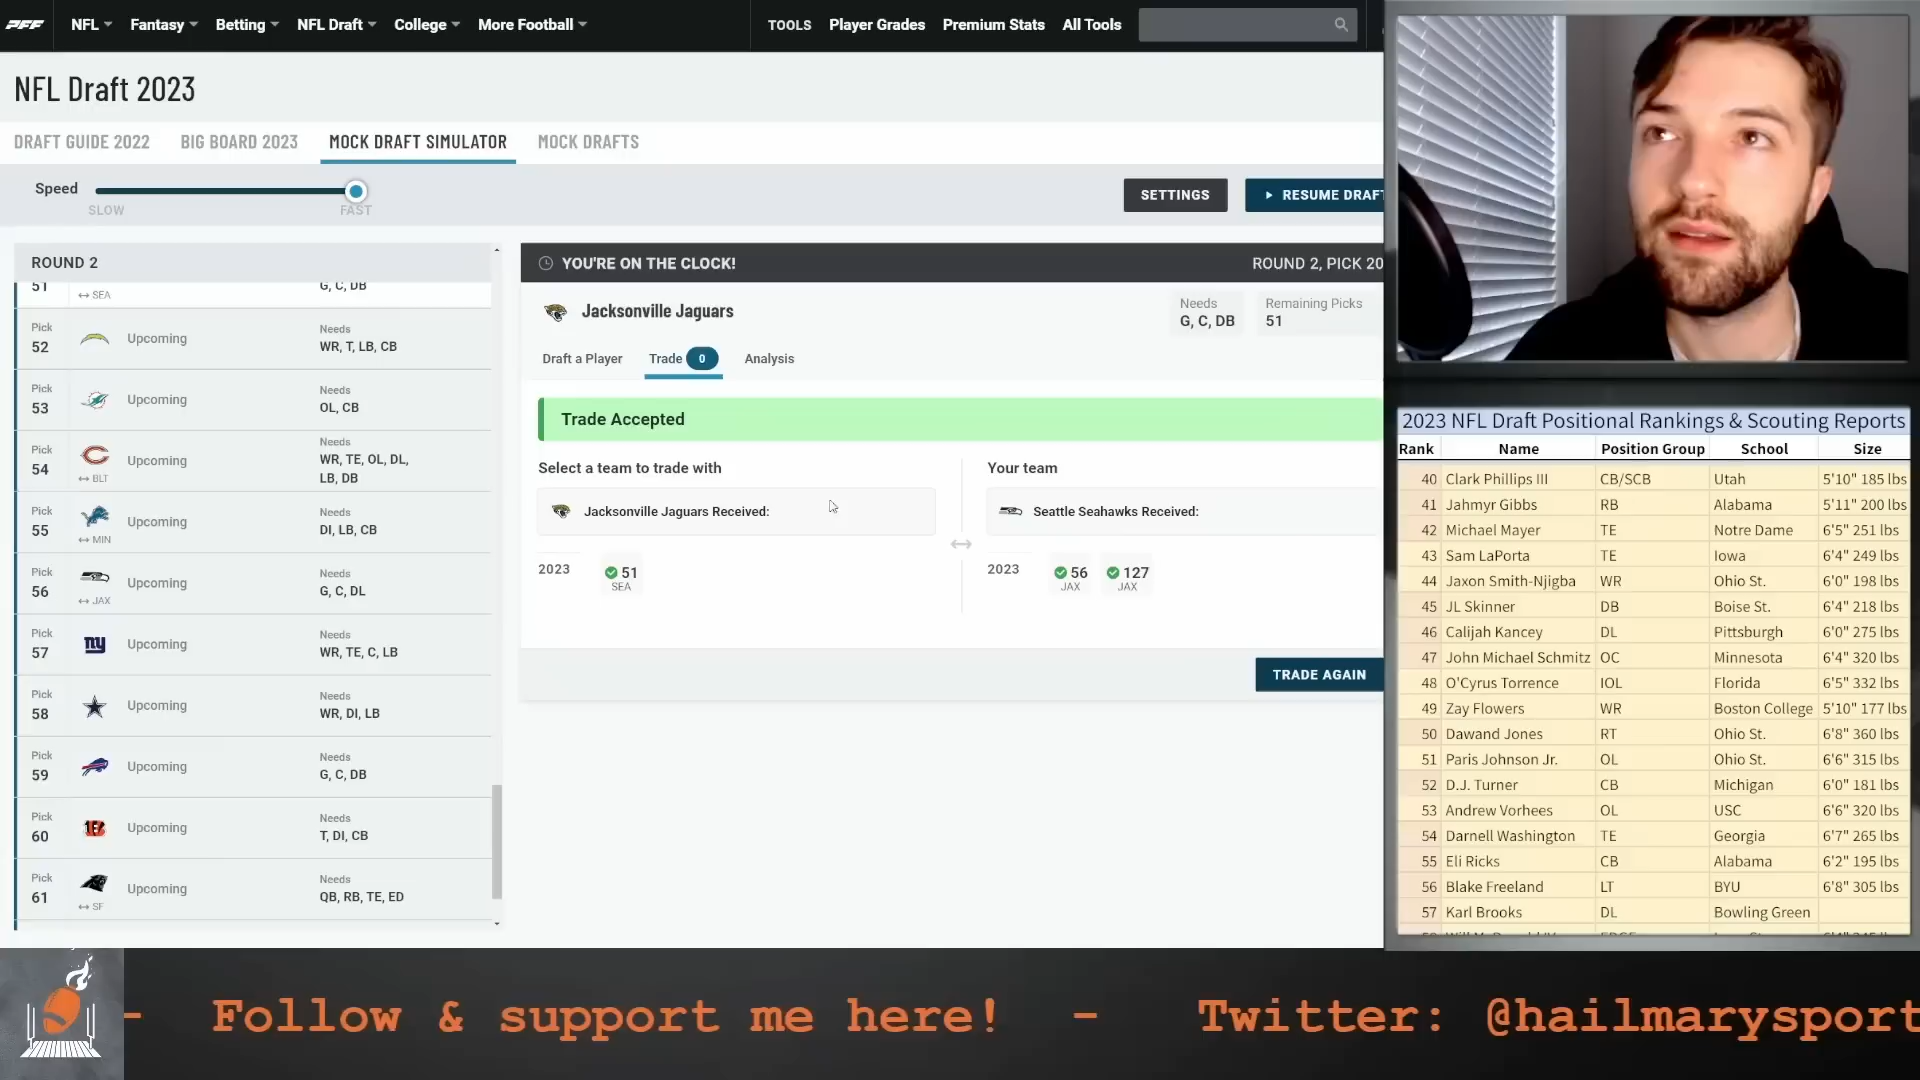 PFF
NFL
Fantasy
Betting
NFL Draft
College
More Football
TOOLS
Player Grades
Premium Stats
All Tools
NFL Draft 2023
DRAFT GUIDE 2022
BIG BOARD 2023
MOCK DRAFT SIMULATOR
MOCK DRAFTS
Speed
SLOW
FAST
SETTINGS
RESUME DRAFT
ROUND 2
51
SEA
G, C, DB
Pick
52
Upcoming
Needs
WR, T, LB, CB
Pick
53
Upcoming
Needs
OL, CB
Pick
54
BLT
Upcoming
Needs
WR, TE, OL, DL,
LB, DB
Pick
55
MIN
Upcoming
Needs
DI, LB, CB
Pick
56
JAX
Upcoming
Needs
G, C, DL
Pick
57
ny
Upcoming
Needs
WR, TE, C, LB
Pick
58
Upcoming
Needs
WR, DI, LB
Pick
59
Upcoming
Needs
G, C, DB
Pick
60
Upcoming
Needs
T, DI, CB
Pick
61
SF
Upcoming
Needs
QB, RB, TE, ED
YOU'RE ON THE CLOCK!
ROUND 2, PICK 20
Jacksonville Jaguars
Needs
G, C, DB
Remaining Picks
51
Draft a Player
Trade 0
Analysis
Trade Accepted
Select a team to trade with
Jacksonville Jaguars Received:
2023
51
SEA
Your team
Seattle Seahawks Received:
2023
56
JAX
127
JAX
TRADE AGAIN
2023 NFL Draft Positional Rankings & Scouting Reports
Rank Name Position Group School Size
40 Clark Phillips III CB/SCB Utah 5'10" 185 lbs
41 Jahmyr Gibbs RB Alabama 5'11" 200 lbs
42 Michael Mayer TE Notre Dame 6'5" 251 lbs
43 Sam LaPorta TE Iowa 6'4" 249 lbs
44 Jaxon Smith-Njigba WR Ohio St. 6'0" 198 lbs
45 JL Skinner DB Boise St. 6'4" 218 lbs
46 Calijah Kancey DL Pittsburgh 6'0" 275 lbs
47 John Michael Schmitz OC Minnesota 6'4" 320 lbs
48 O'Cyrus Torrence IOL Florida 6'5" 332 lbs
49 Zay Flowers WR Boston College 5'10" 177 lbs
50 Dawand Jones RT Ohio St. 6'8" 360 lbs
51 Paris Johnson Jr. OL Ohio St. 6'6" 315 lbs
52 D.J. Turner CB Michigan 6'0" 181 lbs
53 Andrew Vorhees OL USC 6'6" 320 lbs
54 Darnell Washington TE Georgia 6'7" 265 lbs
55 Eli Ricks CB Alabama 6'2" 195 lbs
56 Blake Freeland LT BYU 6'8" 305 lbs
57 Karl Brooks DL Bowling Green
- Follow & support me here! - Twitter: @hailmarysport